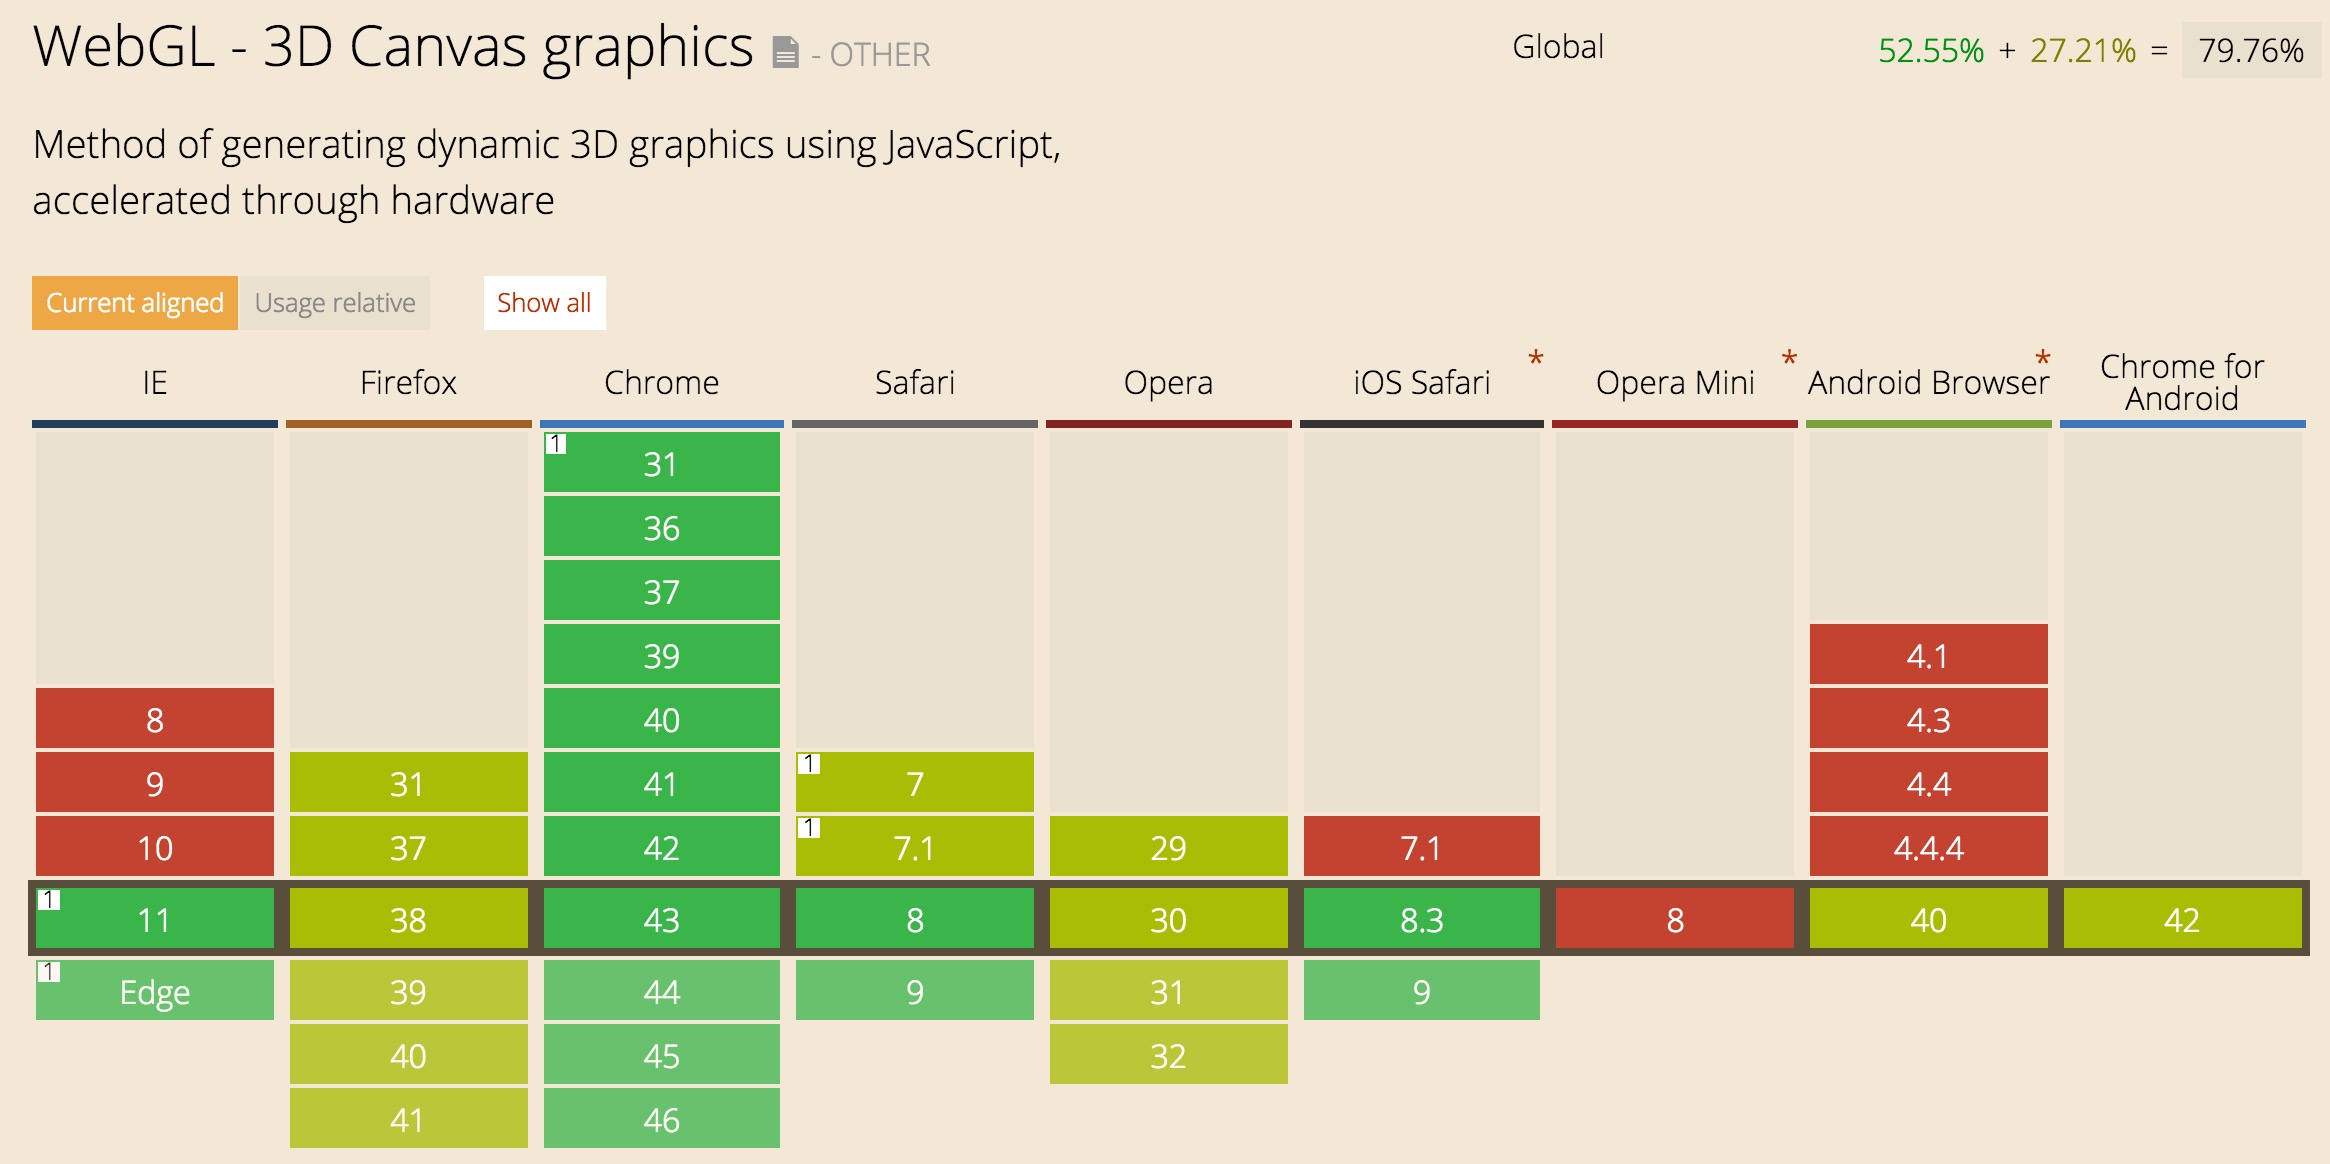 WebGL - 3D Canvas graphics - OTHER
Global 52.55% + 27.21% = 79.76%
Method of generating dynamic 3D graphics using JavaScript,
accelerated through hardware
Current aligned Usage relative Show all
IE Firefox Chrome Safari Opera iOS Safari * Opera Mini * Android Browser * Chrome for
Android
1 31
36
37
39 4.1
8 40 4.3
9 31 41 1 7 4.4
10 37 42 1 7.1 29 7.1 4.4.4
1 11 38 43 8 30 8.3 8 40 42
1 Edge 39 44 9 31 9
40 45 32
41 46